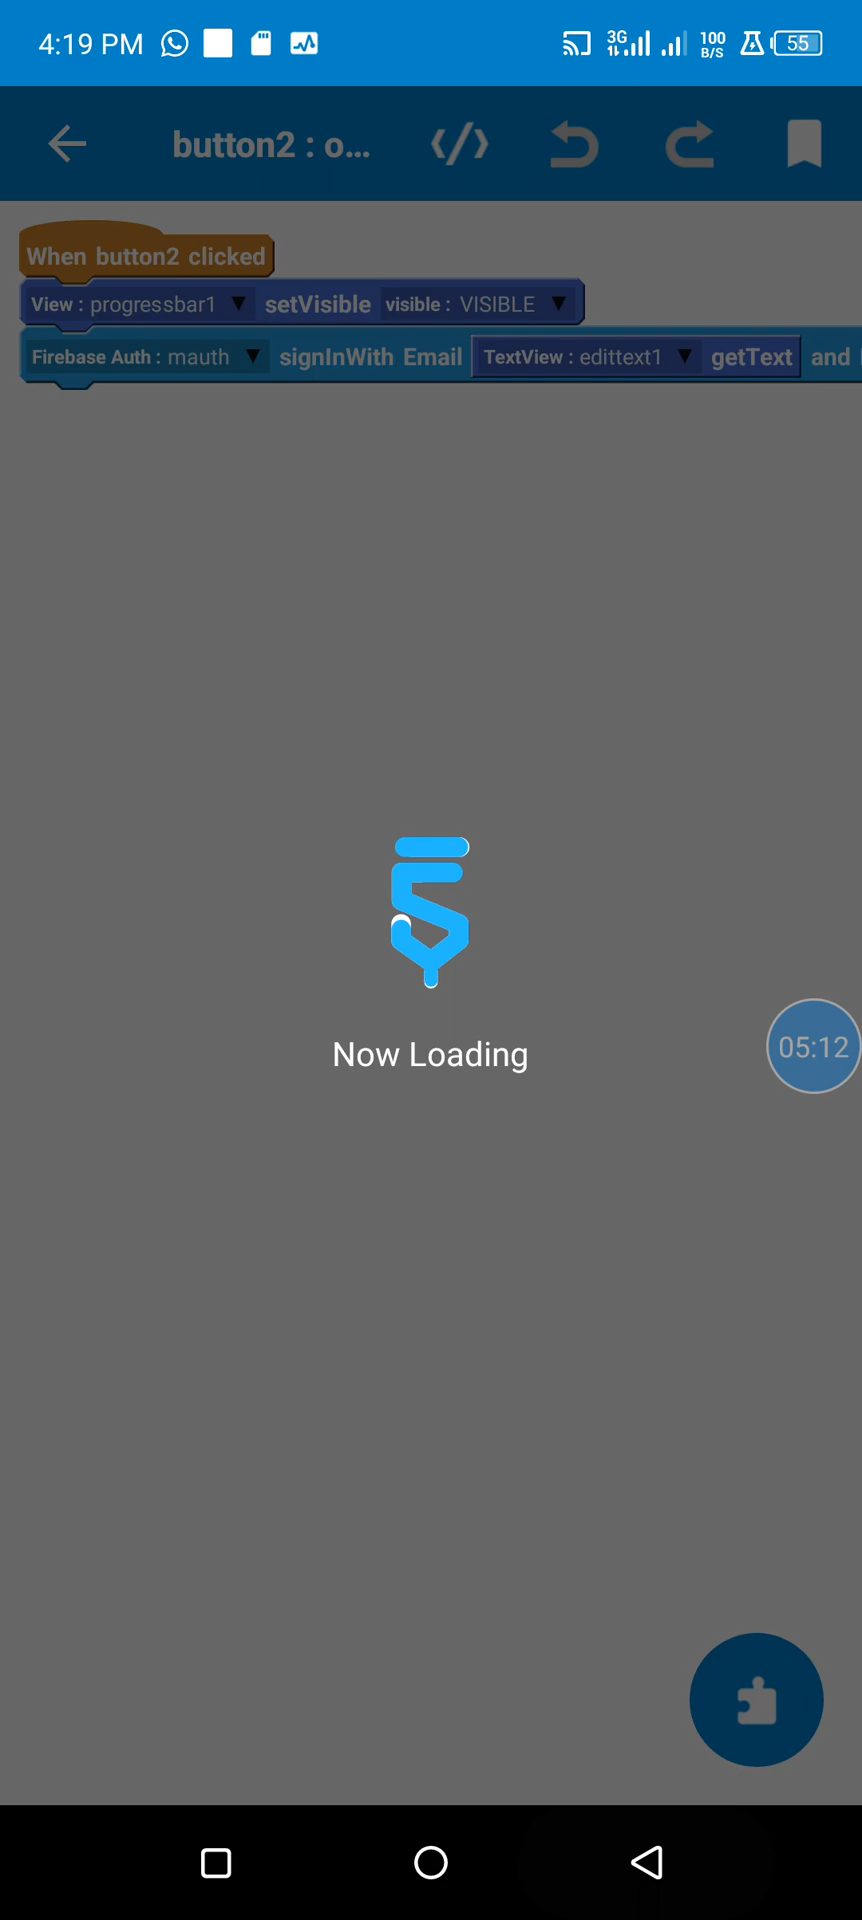 4:19 PM 3G 100 B/S 55
button2 : o...
When button2 clicked
View : progressbar1 setVisible visible : VISIBLE
Firebase Auth : mauth signInWith Email TextView : edittext1 getText and
Now Loading
05:12